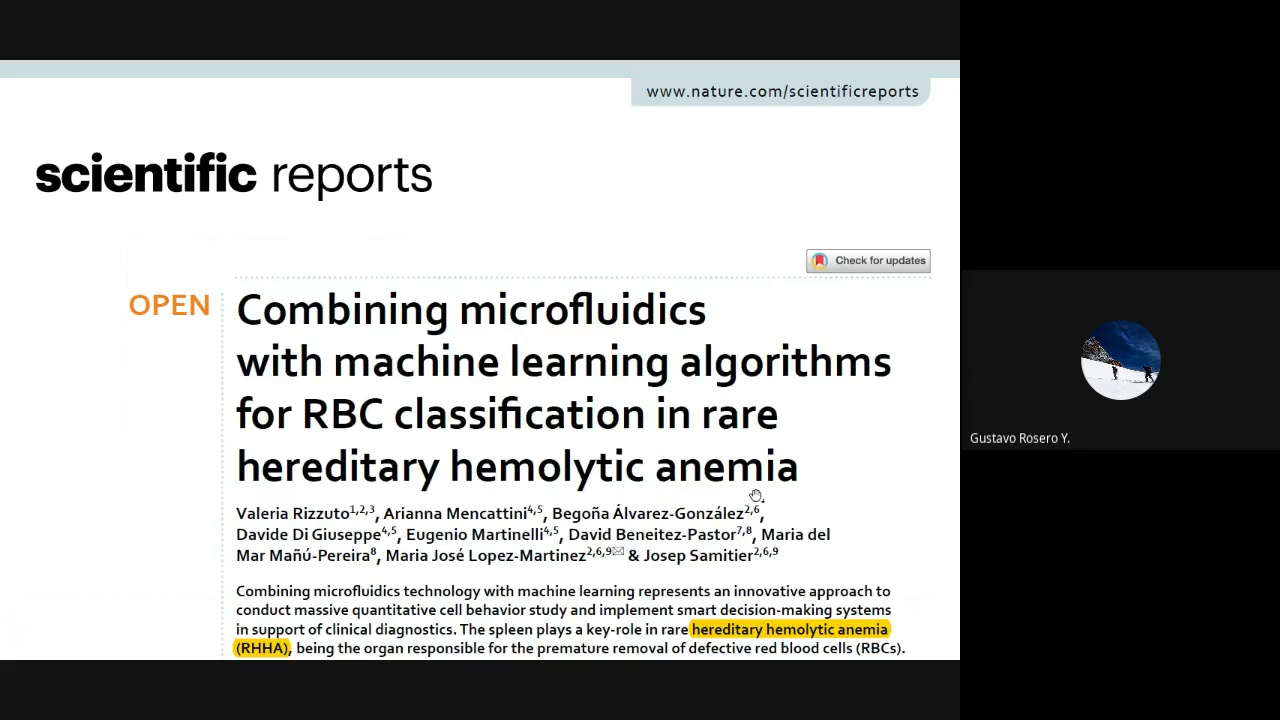 www.nature.com/scientificreports
scientific reports
Check for updates
OPEN
Combining microfluidics
with machine learning algorithms
for RBC classification in rare
hereditary hemolytic anemia
Valeria Rizzuto1,2,3, Arianna Mencattini4,5, Begoña Álvarez-González2,6,
Davide Di Giuseppe4,5, Eugenio Martinelli4,5, David Beneitez-Pastor7,8, Maria del
Mar Mañú-Pereira8, Maria José Lopez-Martinez2,6,9✉ & Josep Samitier2,6,9
Combining microfluidics technology with machine learning represents an innovative approach to
conduct massive quantitative cell behavior study and implement smart decision-making systems
in support of clinical diagnostics. The spleen plays a key-role in rare hereditary hemolytic anemia
(RHHA), being the organ responsible for the premature removal of defective red blood cells (RBCs).
Gustavo Rosero Y.